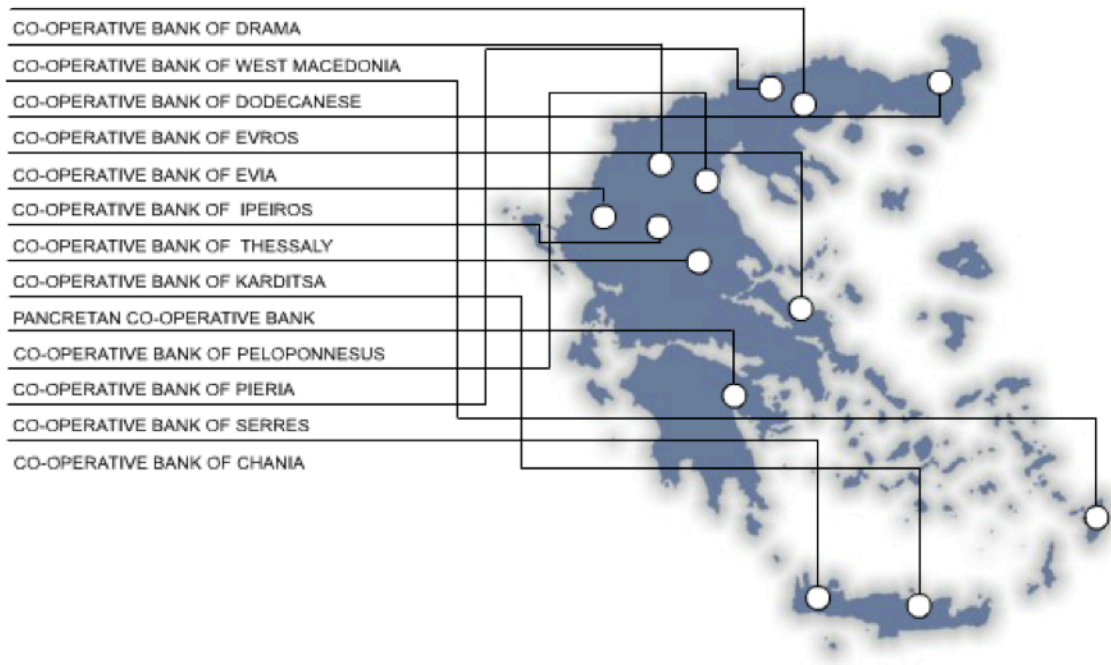 CO-OPERATIVE BANK OF DRAMA
CO-OPERATIVE BANK OF WEST MACEDONIA
CO-OPERATIVE BANK OF DODECANESE
CO-OPERATIVE BANK OF EVROS
CO-OPERATIVE BANK OF EVIA
CO-OPERATIVE BANK OF IPEIROS
CO-OPERATIVE BANK OF THESSALY
CO-OPERATIVE BANK OF KARDITSA
PANCRETAN CO-OPERATIVE BANK
CO-OPERATIVE BANK OF PELOPONNESUS
CO-OPERATIVE BANK OF PIERIA
CO-OPERATIVE BANK OF SERRES
CO-OPERATIVE BANK OF CHANIA